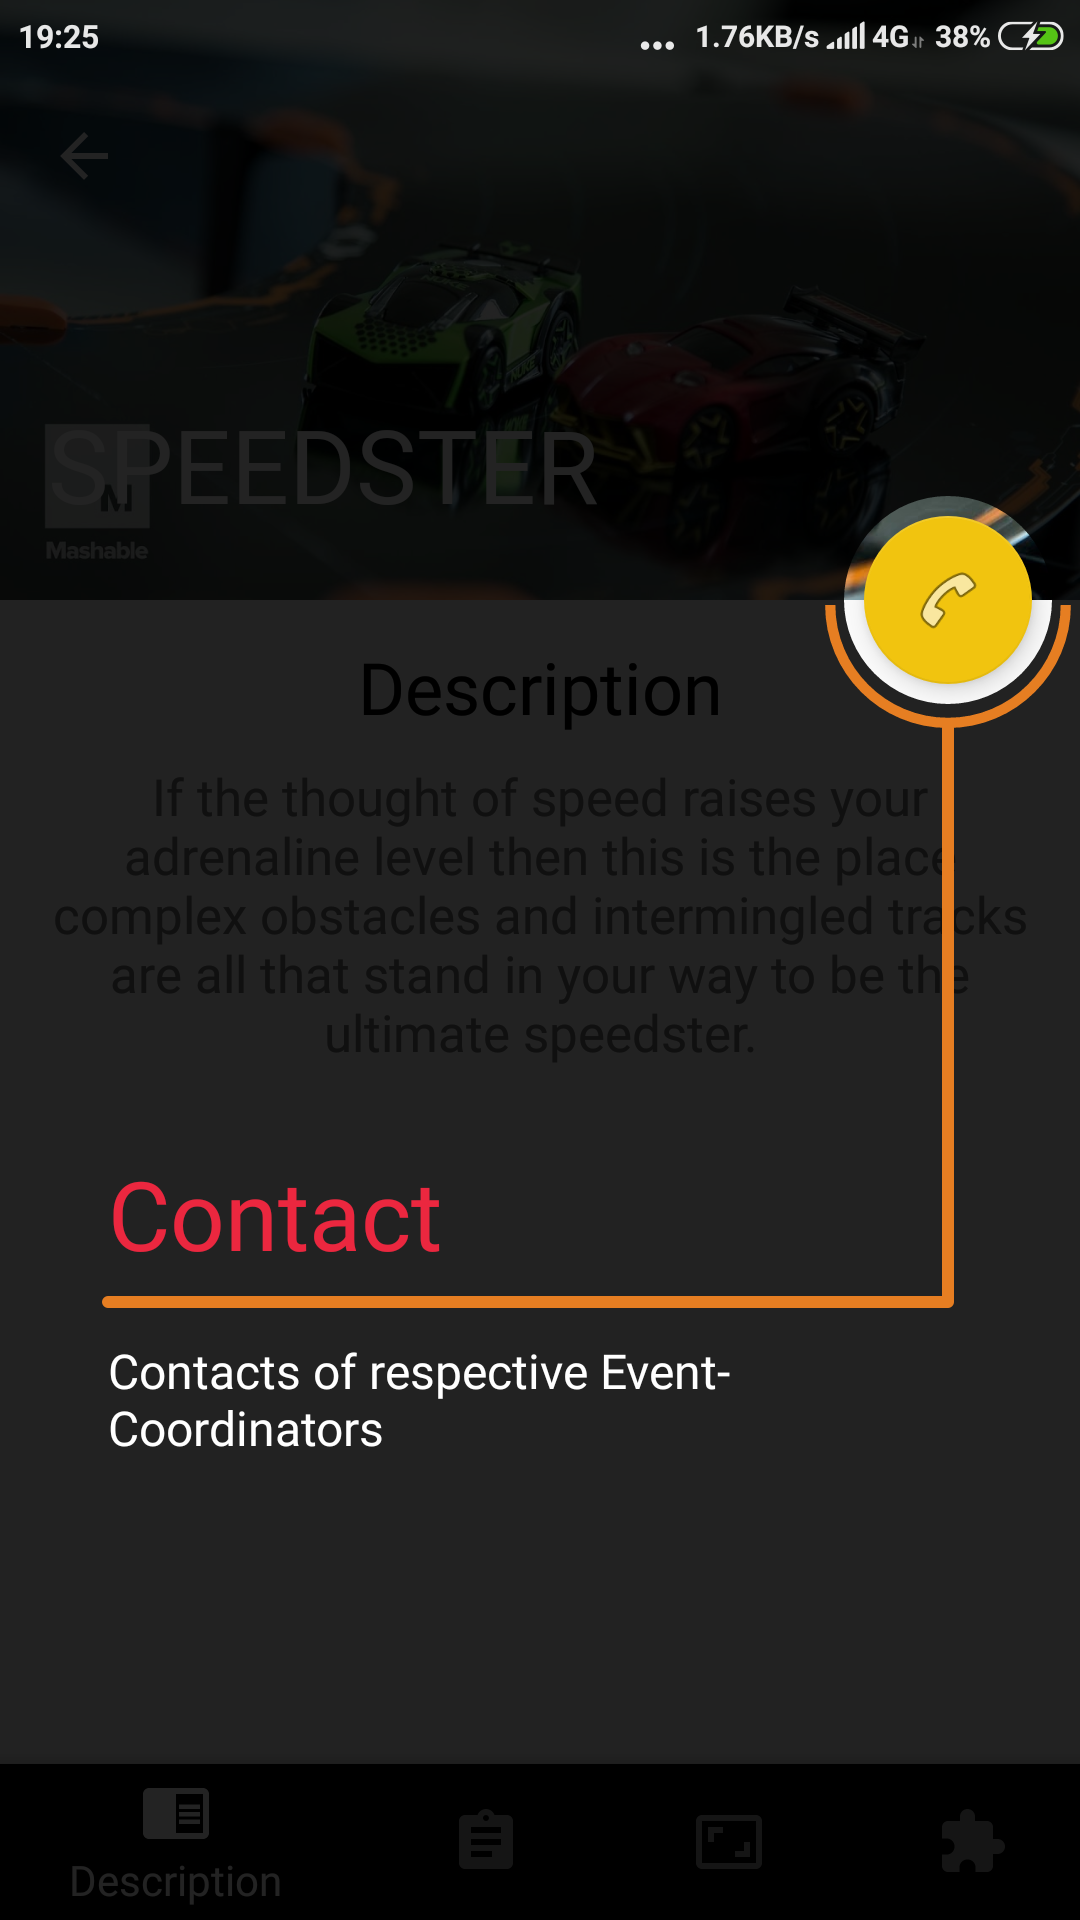 19:25 ... 1.76KB/s 4G 38%
SPEEDSTER
M
Mashable
Description
If the thought of speed raises your
adrenaline level then this is the place
complex obstacles and intermingled tracks
are all that stand in your way to be the
ultimate speedster.
Contact
Contacts of respective Event-
Coordinators
Description